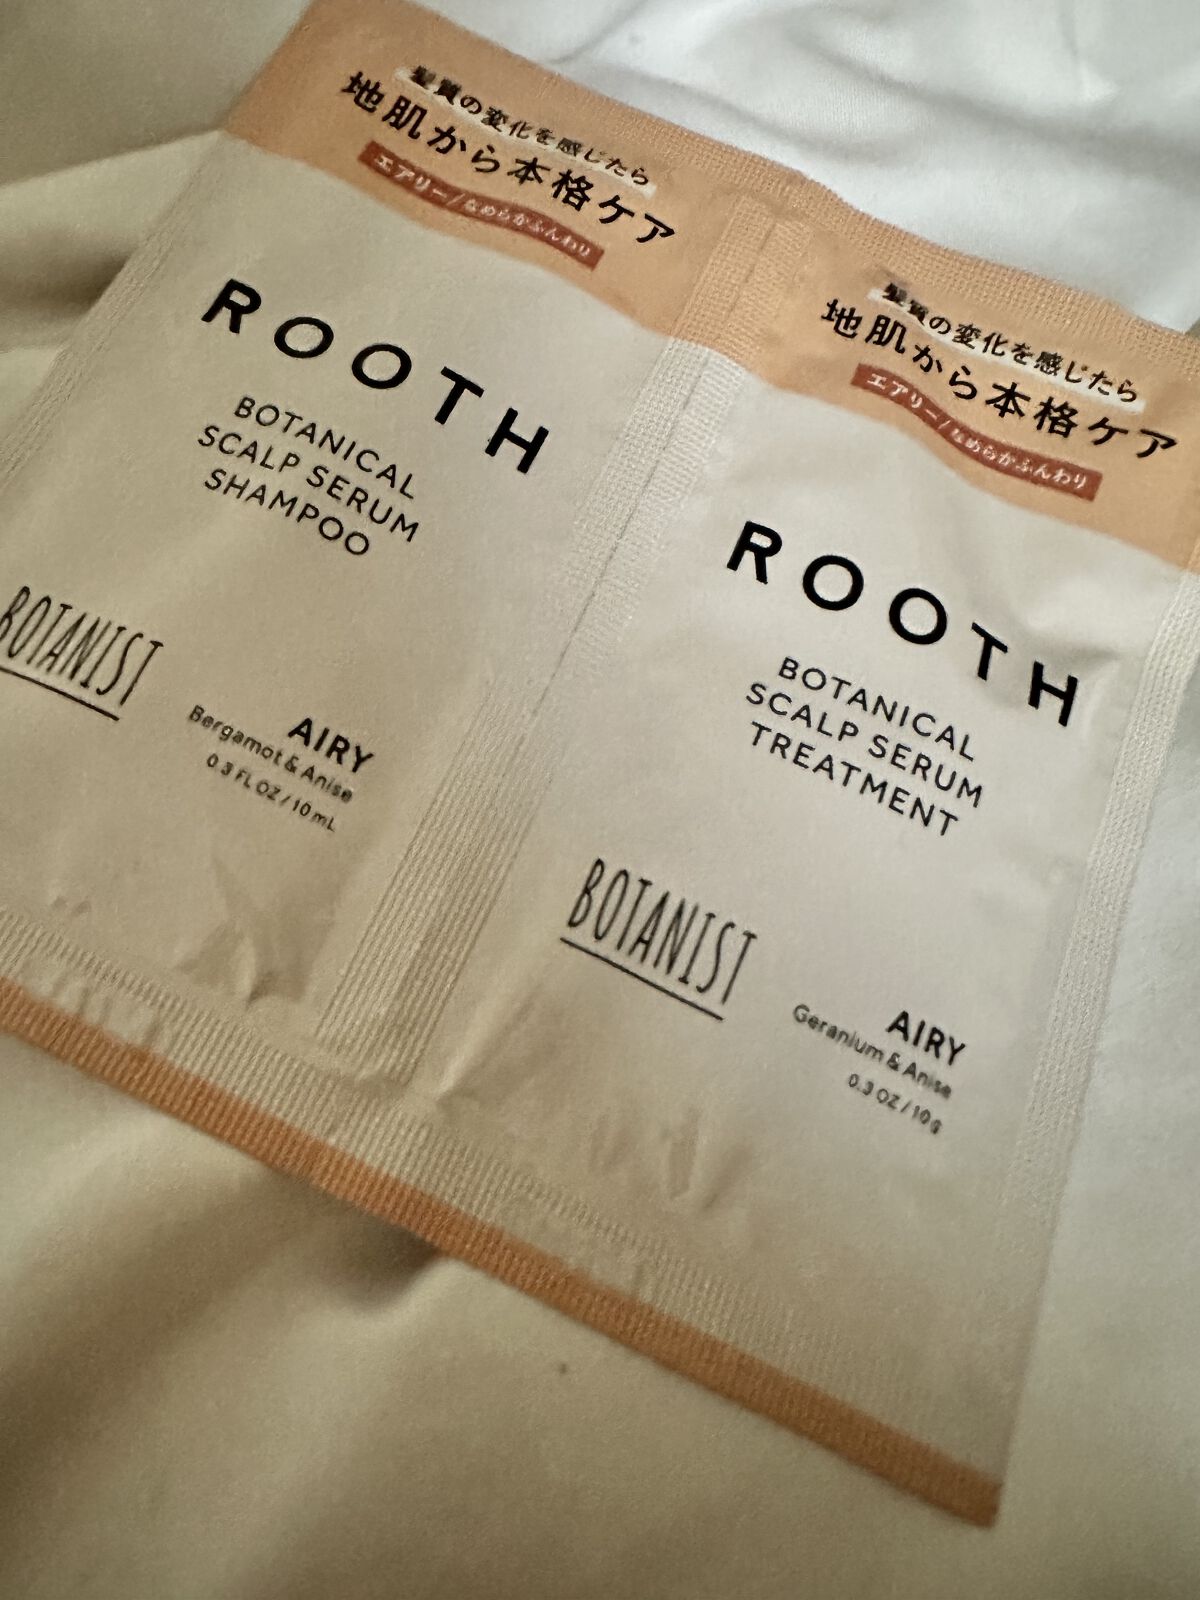 髪質の変化を感じたら
地肌から本格ケア
エアリー/なめらかふんわり
ROOTH
BOTANICAL
SCALP SERUM
SHAMPOO
BOTANIST
AIRY
Bergamot & Anise
0.3 FL OZ / 10 mL
髪質の変化を感じたら
地肌から本格ケア
エアリー/なめらかふんわり
ROOTH
BOTANICAL
SCALP SERUM
TREATMENT
BOTANIST
AIRY
Geranium & Anise
0.3 OZ / 10 g